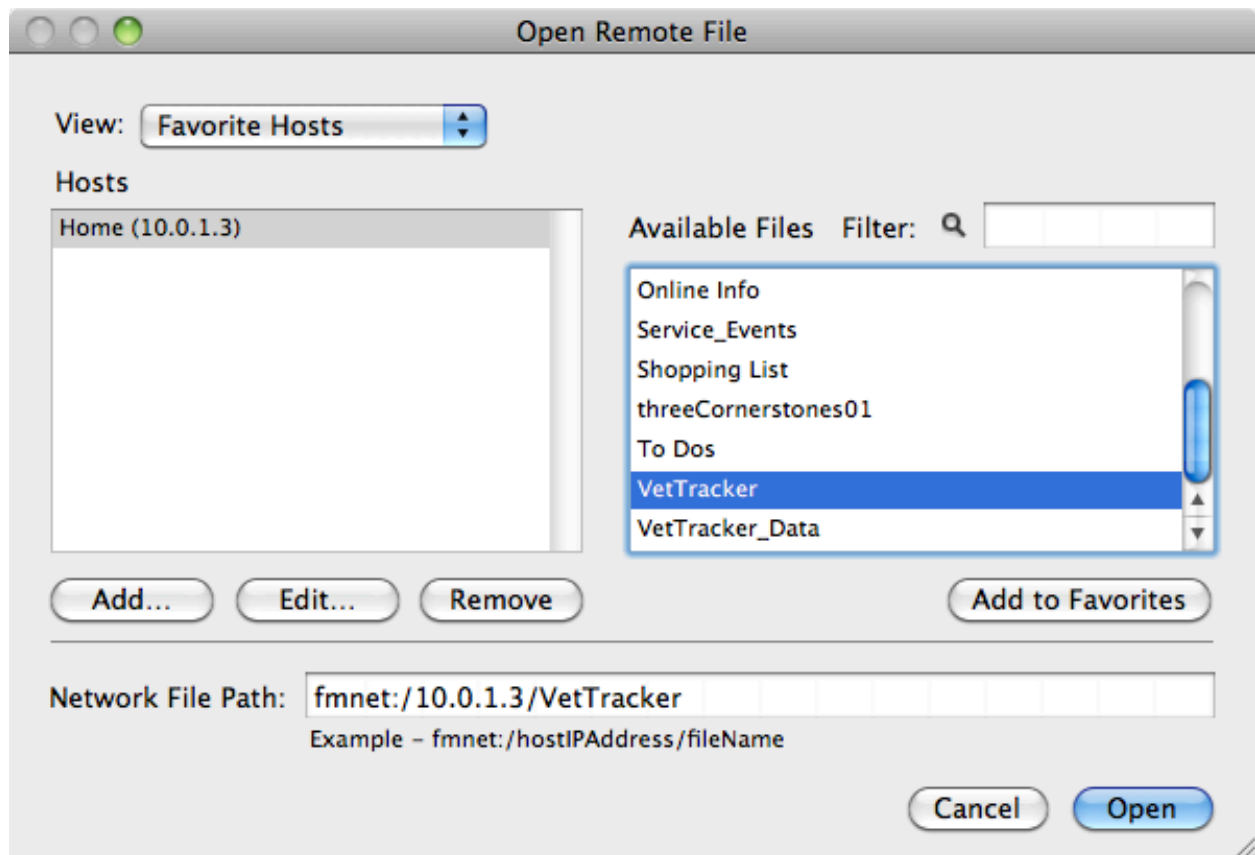 Open Remote File
View: Favorite Hosts
Hosts
Home (10.0.1.3)
Available Files Filter:
Online Info
Service_Events
Shopping List
threeCornerstones01
To Dos
VetTracker
VetTracker_Data
Add... Edit... Remove Add to Favorites
Network File Path: fmnet:/10.0.1.3/VetTracker
Example – fmnet:/hostIPAddress/fileName
Cancel Open